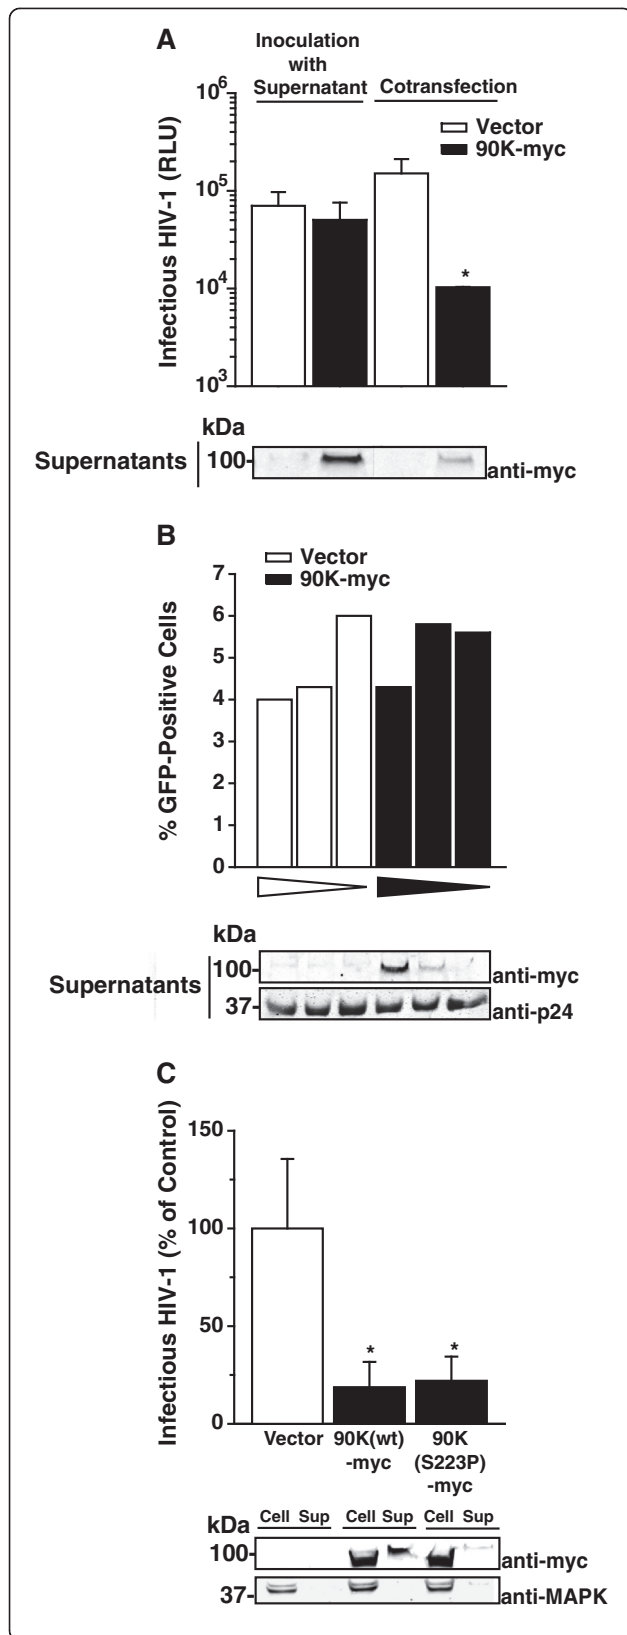 A
Inoculation
with
Supernatant
Cotransfection
Vector
90K-myc
Infectious HIV-1 (RLU)
10^6
10^5
10^4
10^3
*
kDa
Supernatants
100-
anti-myc
B
Vector
90K-myc
% GFP-Positive Cells
7
6
5
4
3
2
1
0
kDa
Supernatants
100-
anti-myc
37-
anti-p24
C
Infectious HIV-1 (% of Control)
150
100
50
0
*
*
Vector
90K(wt)
-myc
90K
(S223P)
-myc
Cell Sup Cell Sup Cell Sup
kDa
100-
anti-myc
37-
anti-MAPK